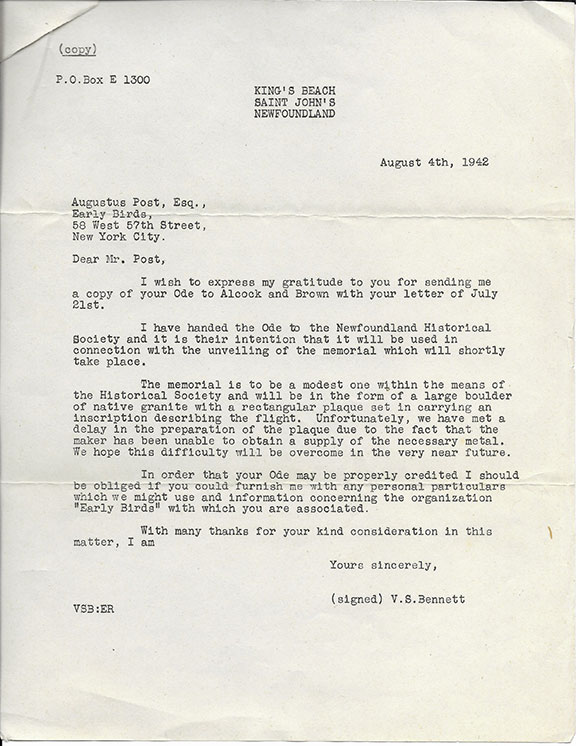 (copy)
P.O.Box E 1300
KING'S BEACH
SAINT JOHN'S
NEWFOUNDLAND
August 4th, 1942
Augustus Post, Esq.,
Early Birds,
58 West 57th Street,
New York City.
Dear Mr. Post,
I wish to express my gratitude to you for sending me
a copy of your Ode to Alcock and Brown with your letter of July
21st.
I have handed the Ode to the Newfoundland Historical
Society and it is their intention that it will be used in
connection with the unveiling of the memorial which will shortly
take place.
The memorial is to be a modest one within the means of
the Historical Society and will be in the form of a large boulder
of native granite with a rectangular plaque set in carrying an
inscription describing the flight. Unfortunately, we have met a
delay in the preparation of the plaque due to the fact that the
maker has been unable to obtain a supply of the necessary metal.
We hope this difficulty will be overcome in the very near future.
In order that your Ode may be properly credited I should
be obliged if you could furnish me with any personal particulars
which we might use and information concerning the organization
"Early Birds" with which you are associated.
With many thanks for your kind consideration in this
matter, I am
Yours sincerely,
(signed) V.S.Bennett
VSB:ER